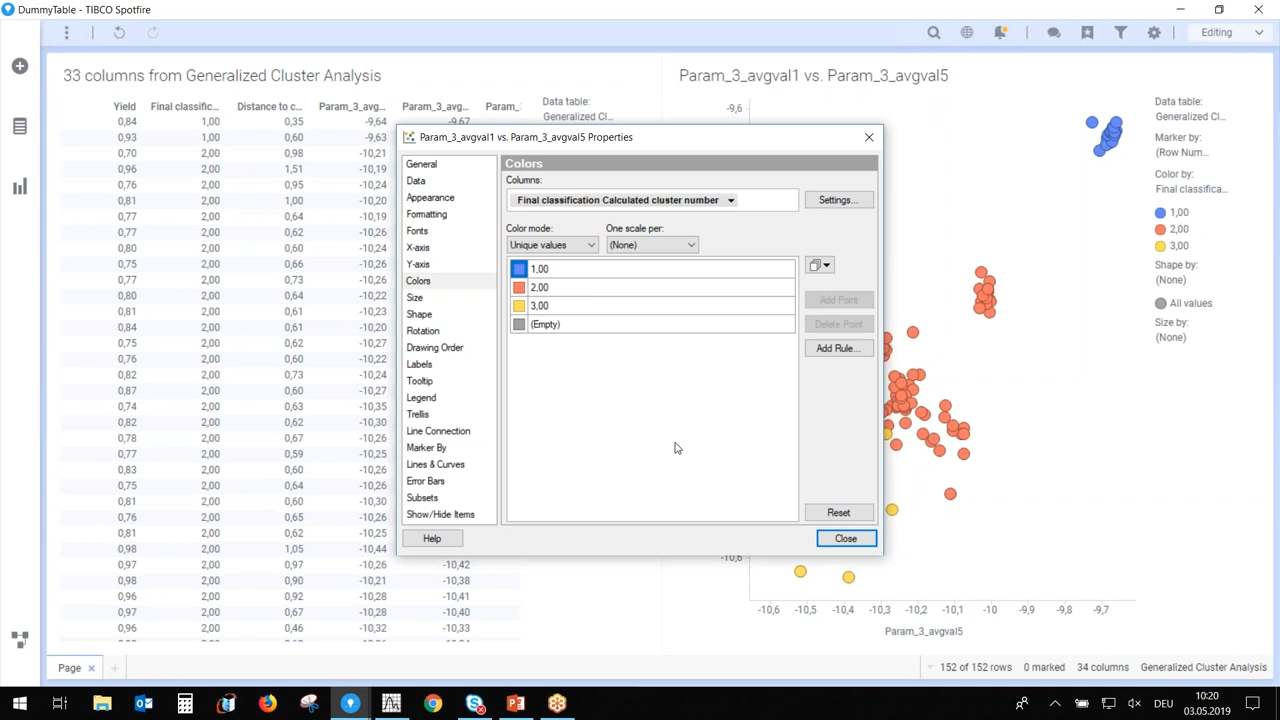 DummyTable - TIBCO Spotfire
Editing
33 columns from Generalized Cluster Analysis
Yield Final classific... Distance to c... Param_3_avg... Param_3_avg... Param_
0,84 1,00 0,35 -9,64 -9,67
0,93 1,00 0,60 -9,63
0,70 2,00 0,98 -10,21
0,96 2,00 1,51 -10,19
0,76 2,00 0,95 -10,24
0,81 2,00 1,00 -10,20
0,77 2,00 0,64 -10,19
0,77 2,00 0,62 -10,26
0,80 2,00 0,60 -10,24
0,75 2,00 0,66 -10,26
0,77 2,00 0,73 -10,26
0,80 2,00 0,64 -10,22
0,81 2,00 0,61 -10,23
0,84 2,00 0,61 -10,21
0,75 2,00 0,62 -10,27
0,76 2,00 0,60 -10,22
0,82 2,00 0,73 -10,24
0,87 2,00 0,60 -10,27
0,74 2,00 0,63 -10,35
0,82 2,00 0,62 -10,30
0,78 2,00 0,67 -10,26
0,77 2,00 0,59 -10,25
0,83 2,00 0,60 -10,26
0,75 2,00 0,64 -10,26
0,81 2,00 0,60 -10,30
0,76 2,00 0,65 -10,26
0,81 2,00 0,62 -10,25
0,98 2,00 1,05 -10,44
0,97 2,00 0,97 -10,26 -10,42
0,98 2,00 0,90 -10,21 -10,38
0,96 2,00 0,92 -10,28 -10,41
0,97 2,00 0,67 -10,28 -10,40
0,96 2,00 0,46 -10,32 -10,33
Data table:
Generalized Cl...
Param_3_avgval1 vs. Param_3_avgval5 Properties
General
Data
Appearance
Formatting
Fonts
X-axis
Y-axis
Colors
Size
Shape
Rotation
Drawing Order
Labels
Tooltip
Legend
Trellis
Line Connection
Marker By
Lines & Curves
Error Bars
Subsets
Show/Hide Items
Colors
Columns:
Final classification Calculated cluster number
Settings...
Color mode: One scale per:
Unique values (None)
1,00
2,00
3,00
(Empty)
Add Point
Delete Point
Add Rule...
Reset
Help
Close
Param_3_avgval1 vs. Param_3_avgval5
-9,6
-10,6
-10,6 -10,5 -10,4 -10,3 -10,2 -10,1 -10 -9,9 -9,8 -9,7
Param_3_avgval5
Data table:
Generalized Cl...
Marker by:
(Row Num...
Color by:
Final classifica...
1,00
2,00
3,00
Shape by:
(None)
All values
Size by:
(None)
Page
152 of 152 rows 0 marked 34 columns Generalized Cluster Analysis
DEU
10:20
03.05.2019